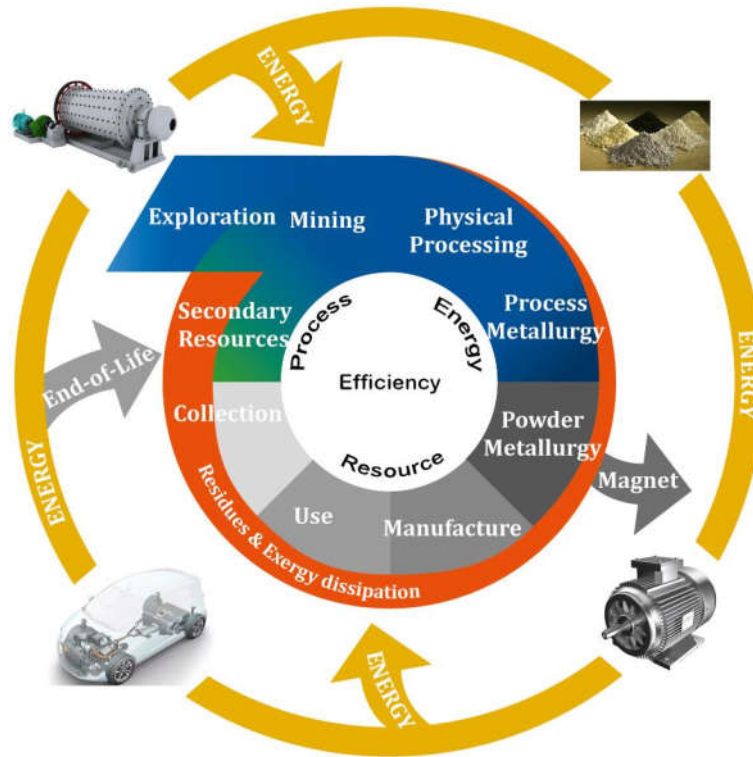 ENERGY
Exploration
Mining
Physical
Processing
Secondary
Resources
Process
Energy
Process
Metallurgy
ENERGY
End-of-Life
Efficiency
Collection
Powder
Metallurgy
Resource
Magnet
Use
Manufacture
ENERGY
Residues & Exergy dissipation
ENERGY